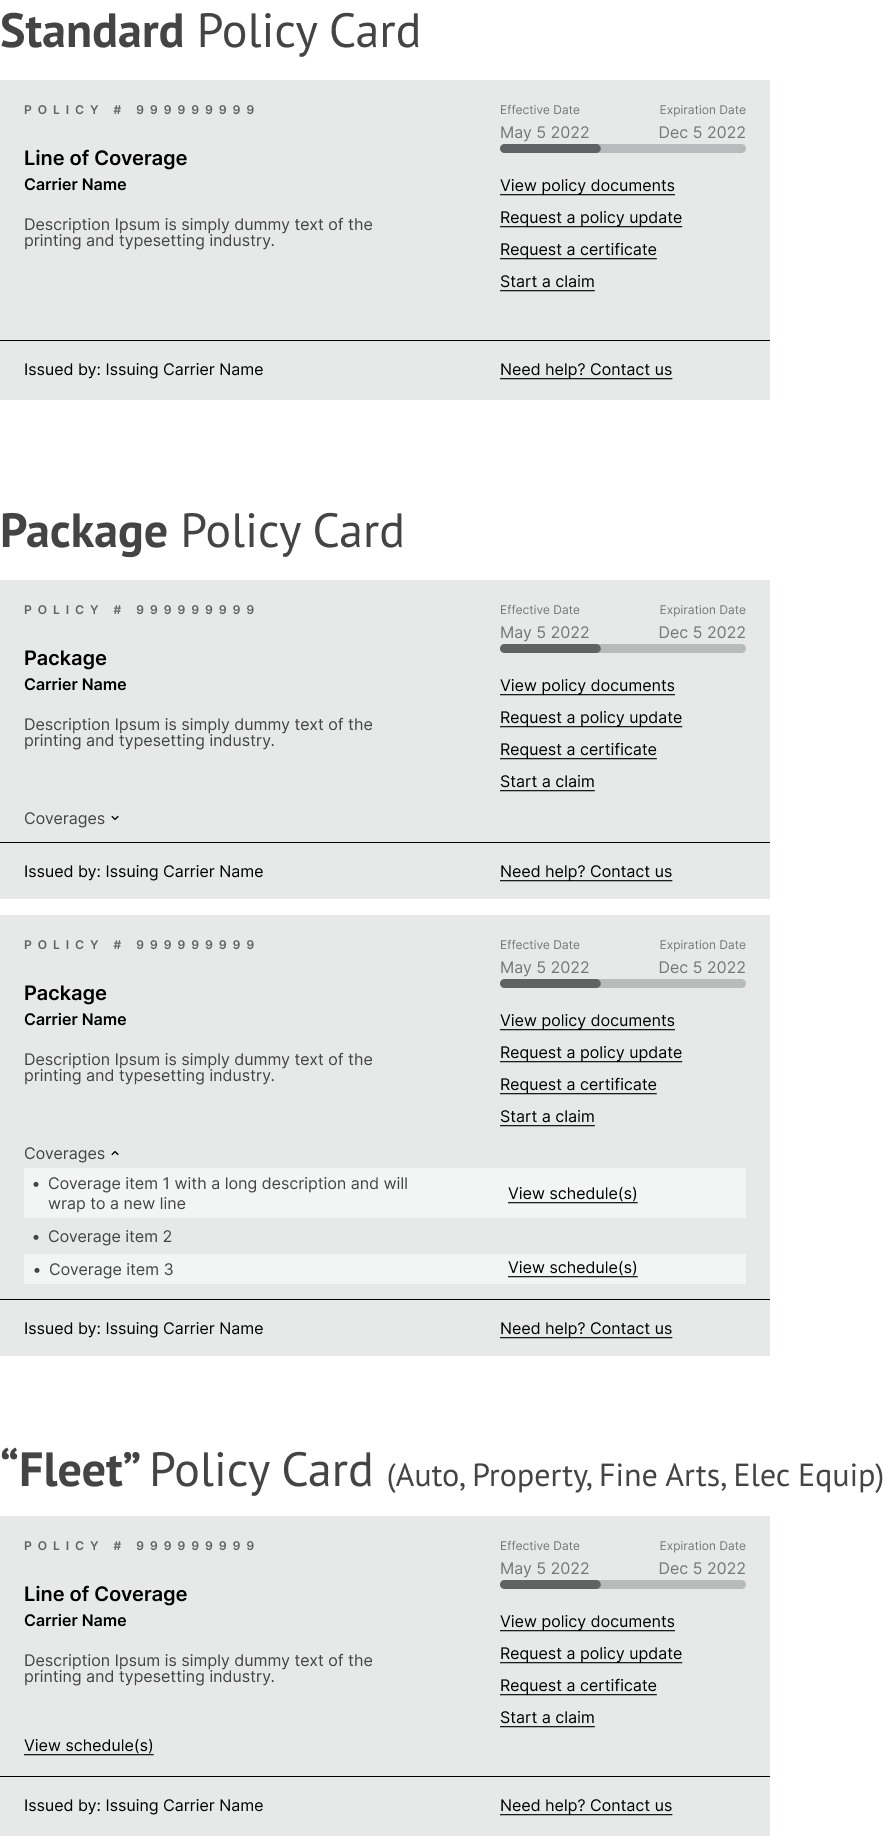 Standard Policy Card
POLICY # 999999999
Effective Date
Expiration Date
May 5 2022
Dec 5 2022
Line of Coverage
Carrier Name
Description Ipsum is simply dummy text of the
printing and typesetting industry.
View policy documents
Request a policy update
Request a certificate
Start a claim
Issued by: Issuing Carrier Name
Need help? Contact us
Package Policy Card
POLICY # 999999999
Effective Date
Expiration Date
May 5 2022
Dec 5 2022
Package
Carrier Name
Description Ipsum is simply dummy text of the
printing and typesetting industry.
View policy documents
Request a policy update
Request a certificate
Start a claim
Coverages
Issued by: Issuing Carrier Name
Need help? Contact us
POLICY # 999999999
Effective Date
Expiration Date
May 5 2022
Dec 5 2022
Package
Carrier Name
Description Ipsum is simply dummy text of the
printing and typesetting industry.
View policy documents
Request a policy update
Request a certificate
Start a claim
Coverages
• Coverage item 1 with a long description and will
wrap to a new line
View schedule(s)
• Coverage item 2
• Coverage item 3
View schedule(s)
Issued by: Issuing Carrier Name
Need help? Contact us
“Fleet” Policy Card (Auto, Property, Fine Arts, Elec Equip)
POLICY # 999999999
Effective Date
Expiration Date
May 5 2022
Dec 5 2022
Line of Coverage
Carrier Name
Description Ipsum is simply dummy text of the
printing and typesetting industry.
View policy documents
Request a policy update
Request a certificate
Start a claim
View schedule(s)
Issued by: Issuing Carrier Name
Need help? Contact us